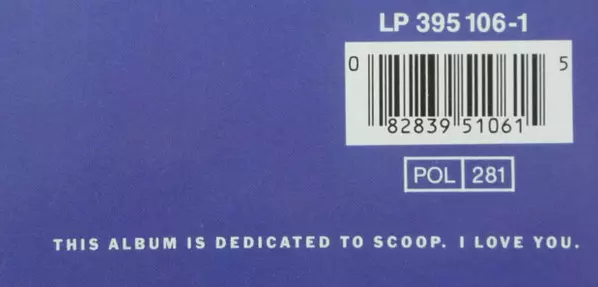 LP 395 106-1
0 82839 51061 5
POL 281
THIS ALBUM IS DEDICATED TO SCOOP. I LOVE YOU.